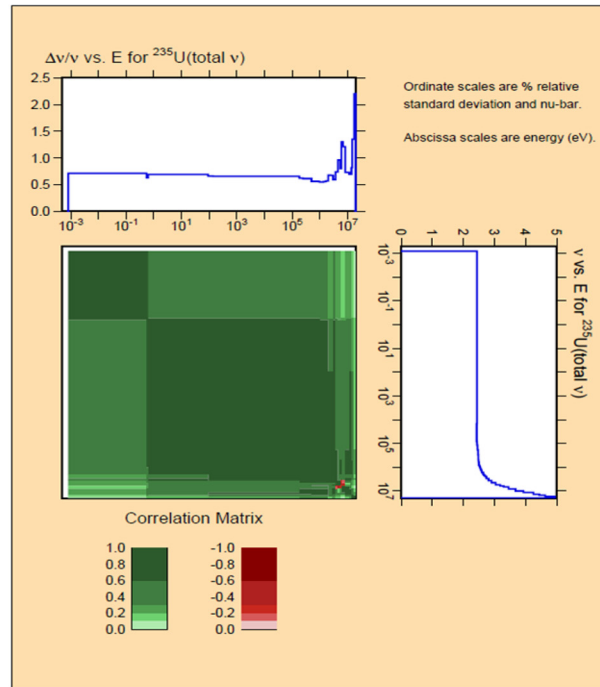 Δν/ν vs. E for ²³⁵U(total ν)
2.5
2.0
1.5
1.0
0.5
0.0
10⁻³ 10⁻¹ 10¹ 10³ 10⁵ 10⁷
Ordinate scales are % relative
standard deviation and nu-bar.
Abscissa scales are energy (eV).
0 1 2 3 4 5
10⁻³
10⁻¹
10¹
10³
10⁵
10⁷
ν vs. E for ²³⁵U(total ν)
Correlation Matrix
1.0 -1.0
0.8 -0.8
0.6 -0.6
0.4 -0.4
0.2 -0.2
0.0 0.0